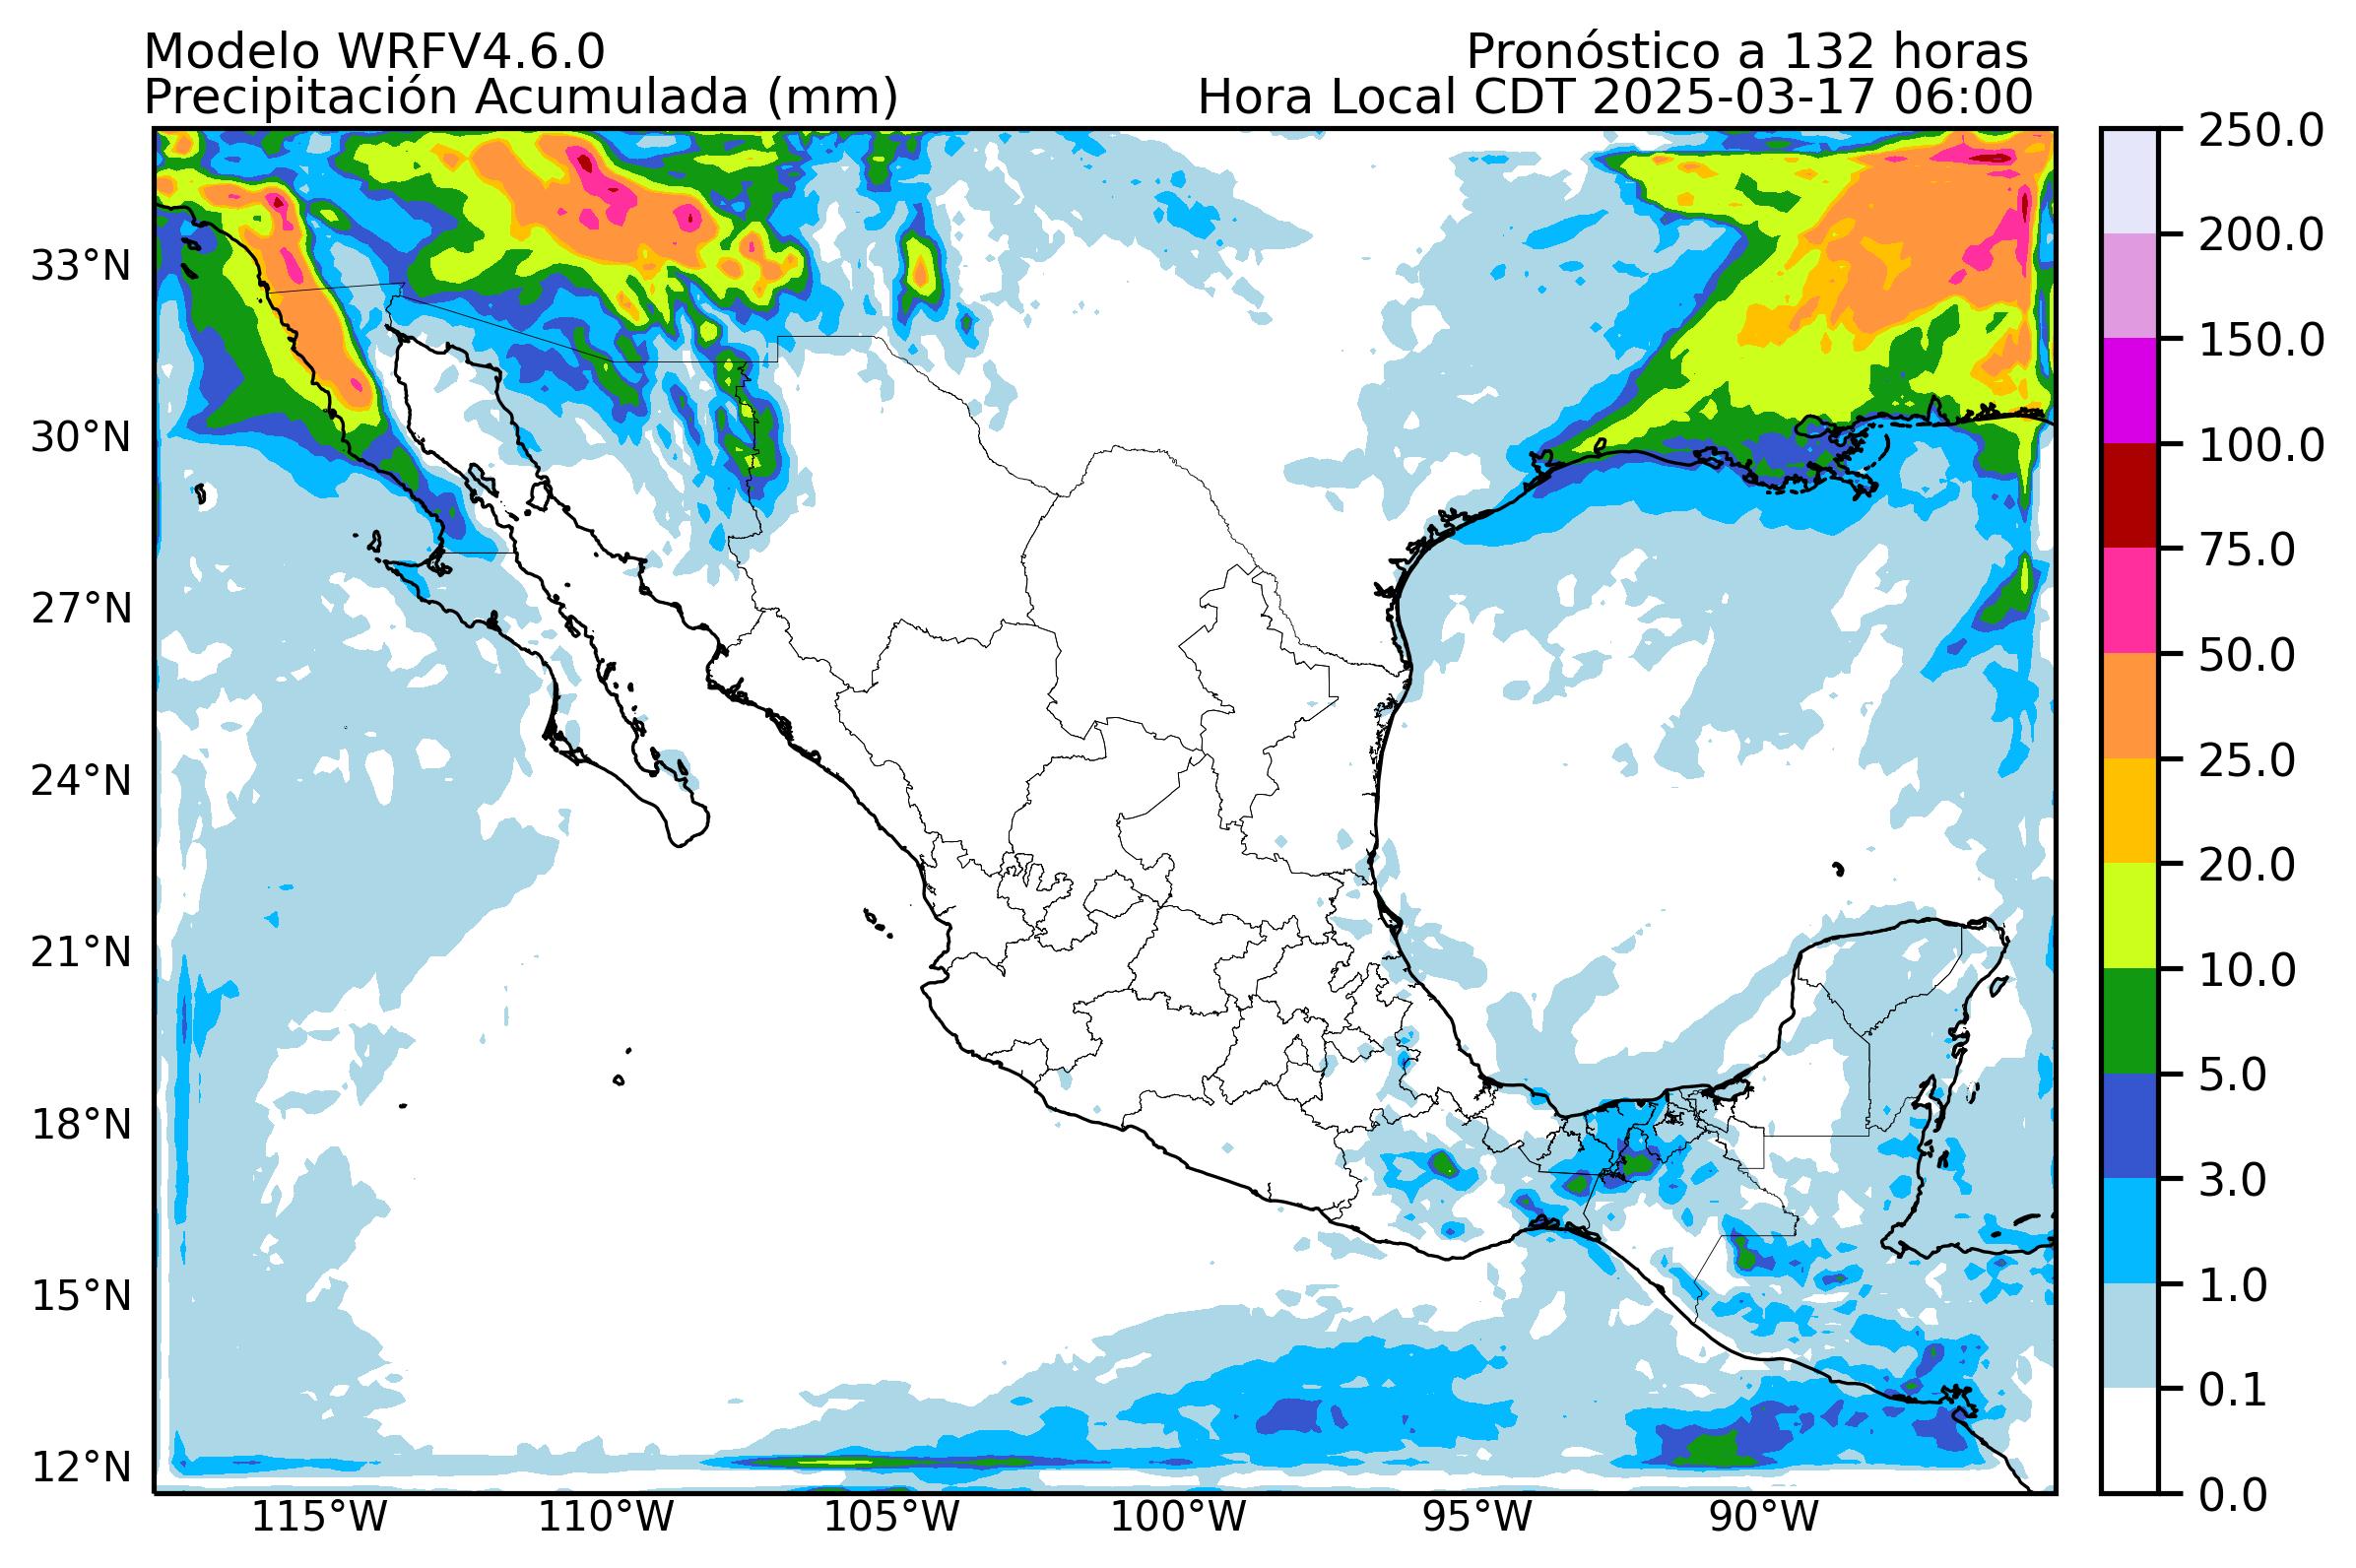 Modelo WRFV4.6.0
Pronóstico a 132 horas
Precipitación Acumulada (mm)
Hora Local CDT 2025-03-17 06:00
33°N
30°N
27°N
24°N
21°N
18°N
15°N
12°N
115°W
110°W
105°W
100°W
95°W
90°W
250.0
200.0
150.0
100.0
75.0
50.0
25.0
20.0
10.0
5.0
3.0
1.0
0.1
0.0